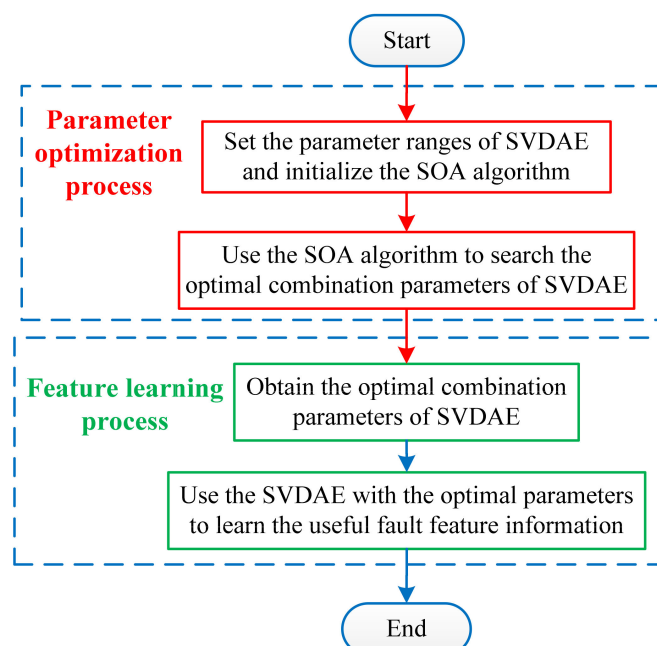 Start
Parameter
optimization
process
Set the parameter ranges of SVDAE
and initialize the SOA algorithm
Use the SOA algorithm to search the
optimal combination parameters of SVDAE
Feature learning
process
Obtain the optimal combination
parameters of SVDAE
Use the SVDAE with the optimal parameters
to learn the useful fault feature information
End